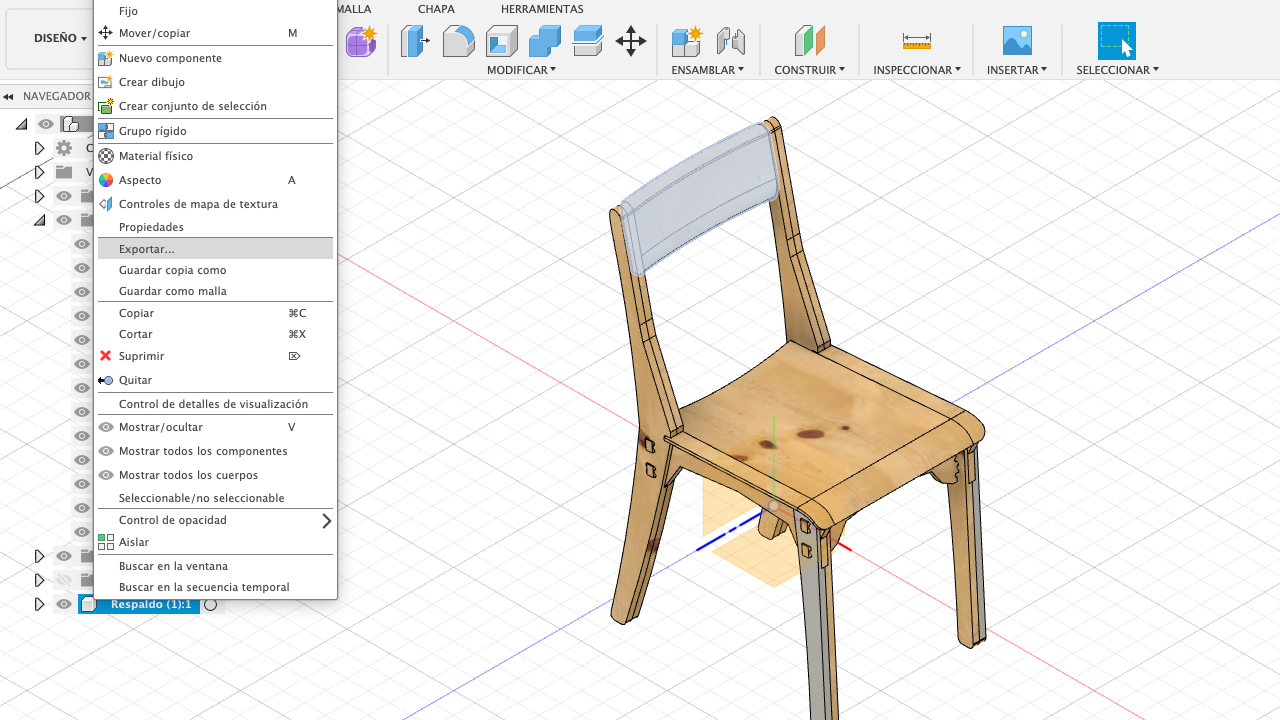 MALLA
CHAPA
HERRAMIENTAS
DISEÑO
MODIFICAR
ENSAMBLAR
CONSTRUIR
INSPECCIONAR
INSERTAR
SELECCIONAR
NAVEGADOR
C
V
Fijo
Mover/copiar M
Nuevo componente
Crear dibujo
Crear conjunto de selección
Grupo rígido
Material físico
Aspecto A
Controles de mapa de textura
Propiedades
Exportar...
Guardar copia como
Guardar como malla
Copiar ⌘C
Cortar ⌘X
Suprimir ⌦
Quitar
Control de detalles de visualización
Mostrar/ocultar V
Mostrar todos los componentes
Mostrar todos los cuerpos
Seleccionable/no seleccionable
Control de opacidad
Aislar
Buscar en la ventana
Buscar en la secuencia temporal
Respaldo (1):1